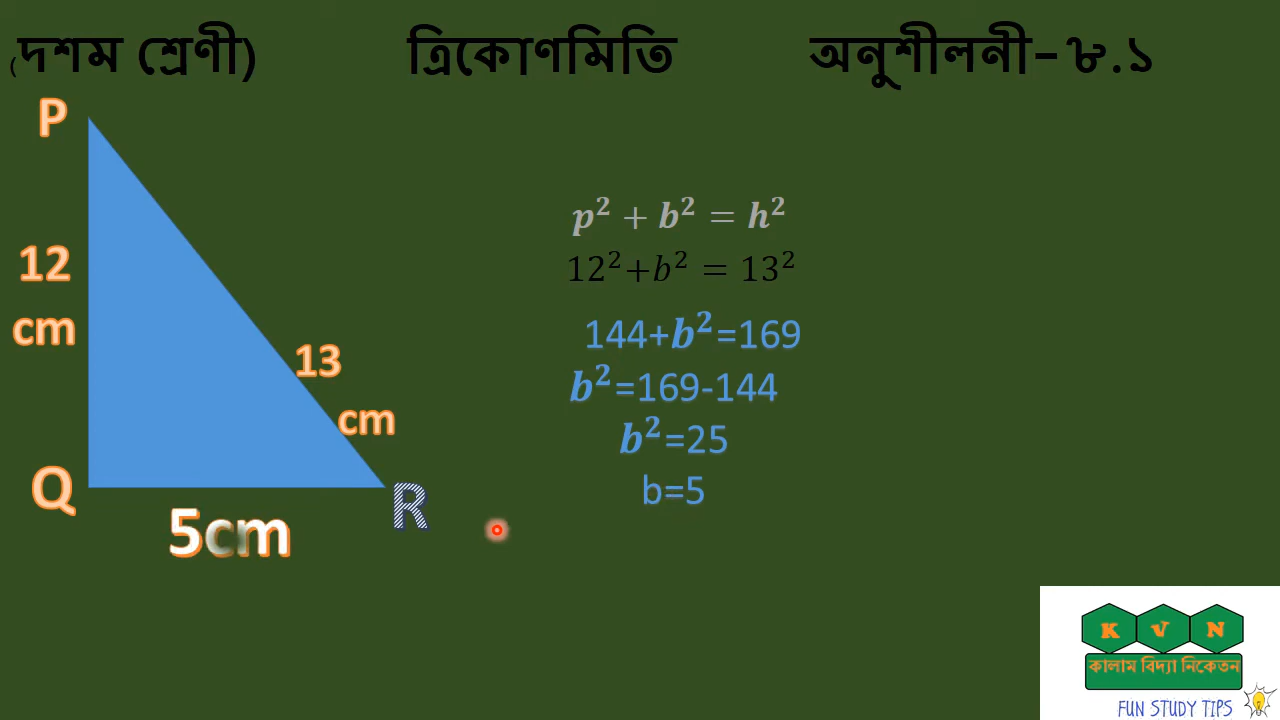 (দশম শ্রেণী) ত্রিকোণমিতি অনুশীলনী–৮.১
P
12
cm
13
cm
Q
R
5cm
p² + b² = h²
12²+b² = 13²
144+b²=169
b²=169-144
b²=25
b=5
K V N
কালাম বিদ্যা নিকেতন
FUN STUDY TIPS